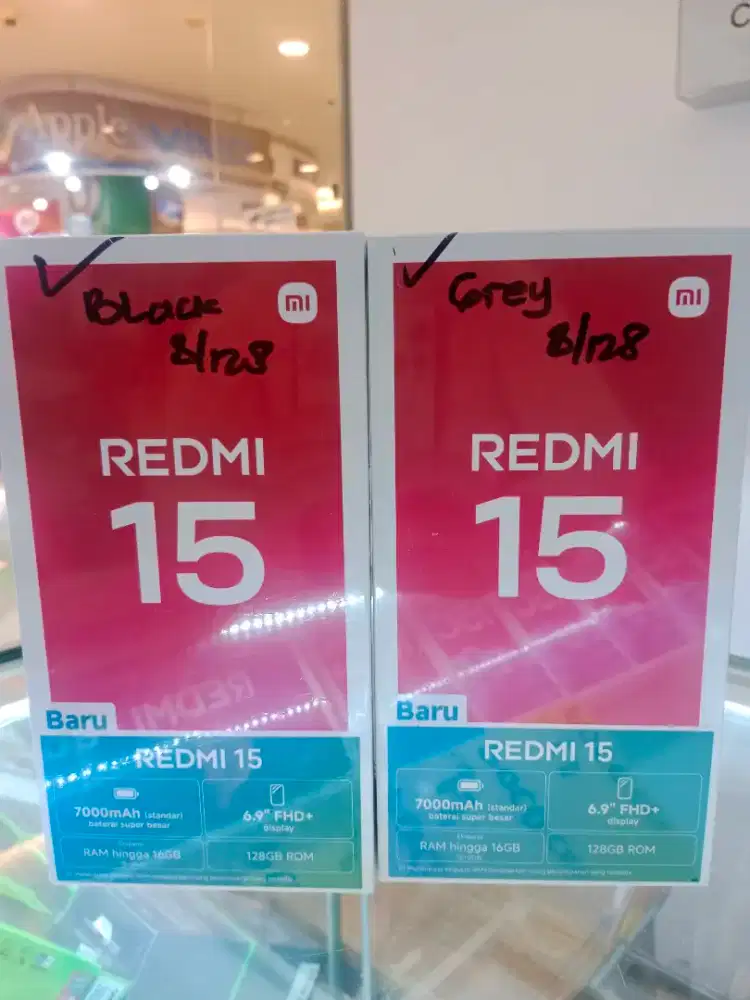 Apple
Black
8/128
mi
REDMI
15
Baru
REDMI 15
7000mAh (standar)
baterai super besar
6.9" FHD+
display
RAM hingga 16GB
128GB ROM
Grey
8/128
mi
REDMI
15
Baru
REDMI 15
7000mAh (standar)
baterai super besar
6.9" FHD+
display
RAM hingga 16GB
128GB ROM